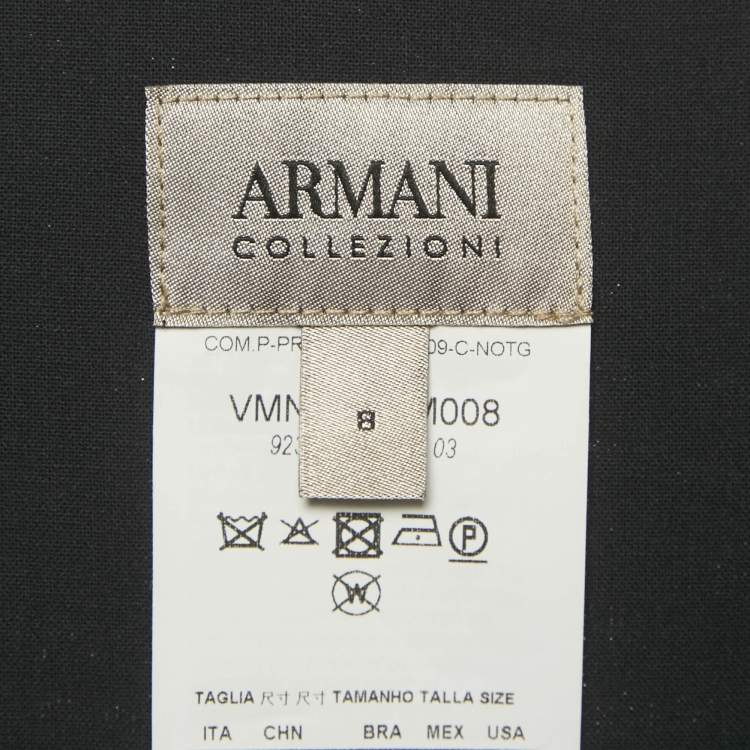 ARMANI
COLLEZIONI
COM.P-PR 09-C-NOTG
VMN M008
923 03
8
P
W
TAGLIA 尺寸 尺寸 TAMANHO TALLA SIZE
ITA CHN BRA MEX USA